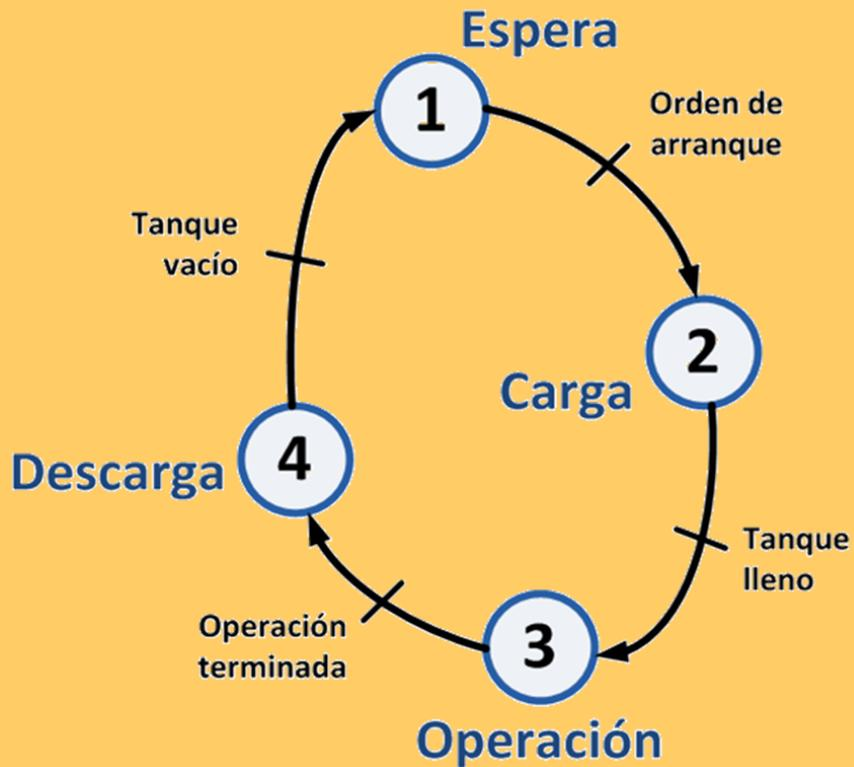 Espera
1
Orden de
arranque
2
Carga
Tanque
lleno
3
Operación
Operación
terminada
4
Descarga
Tanque
vacío